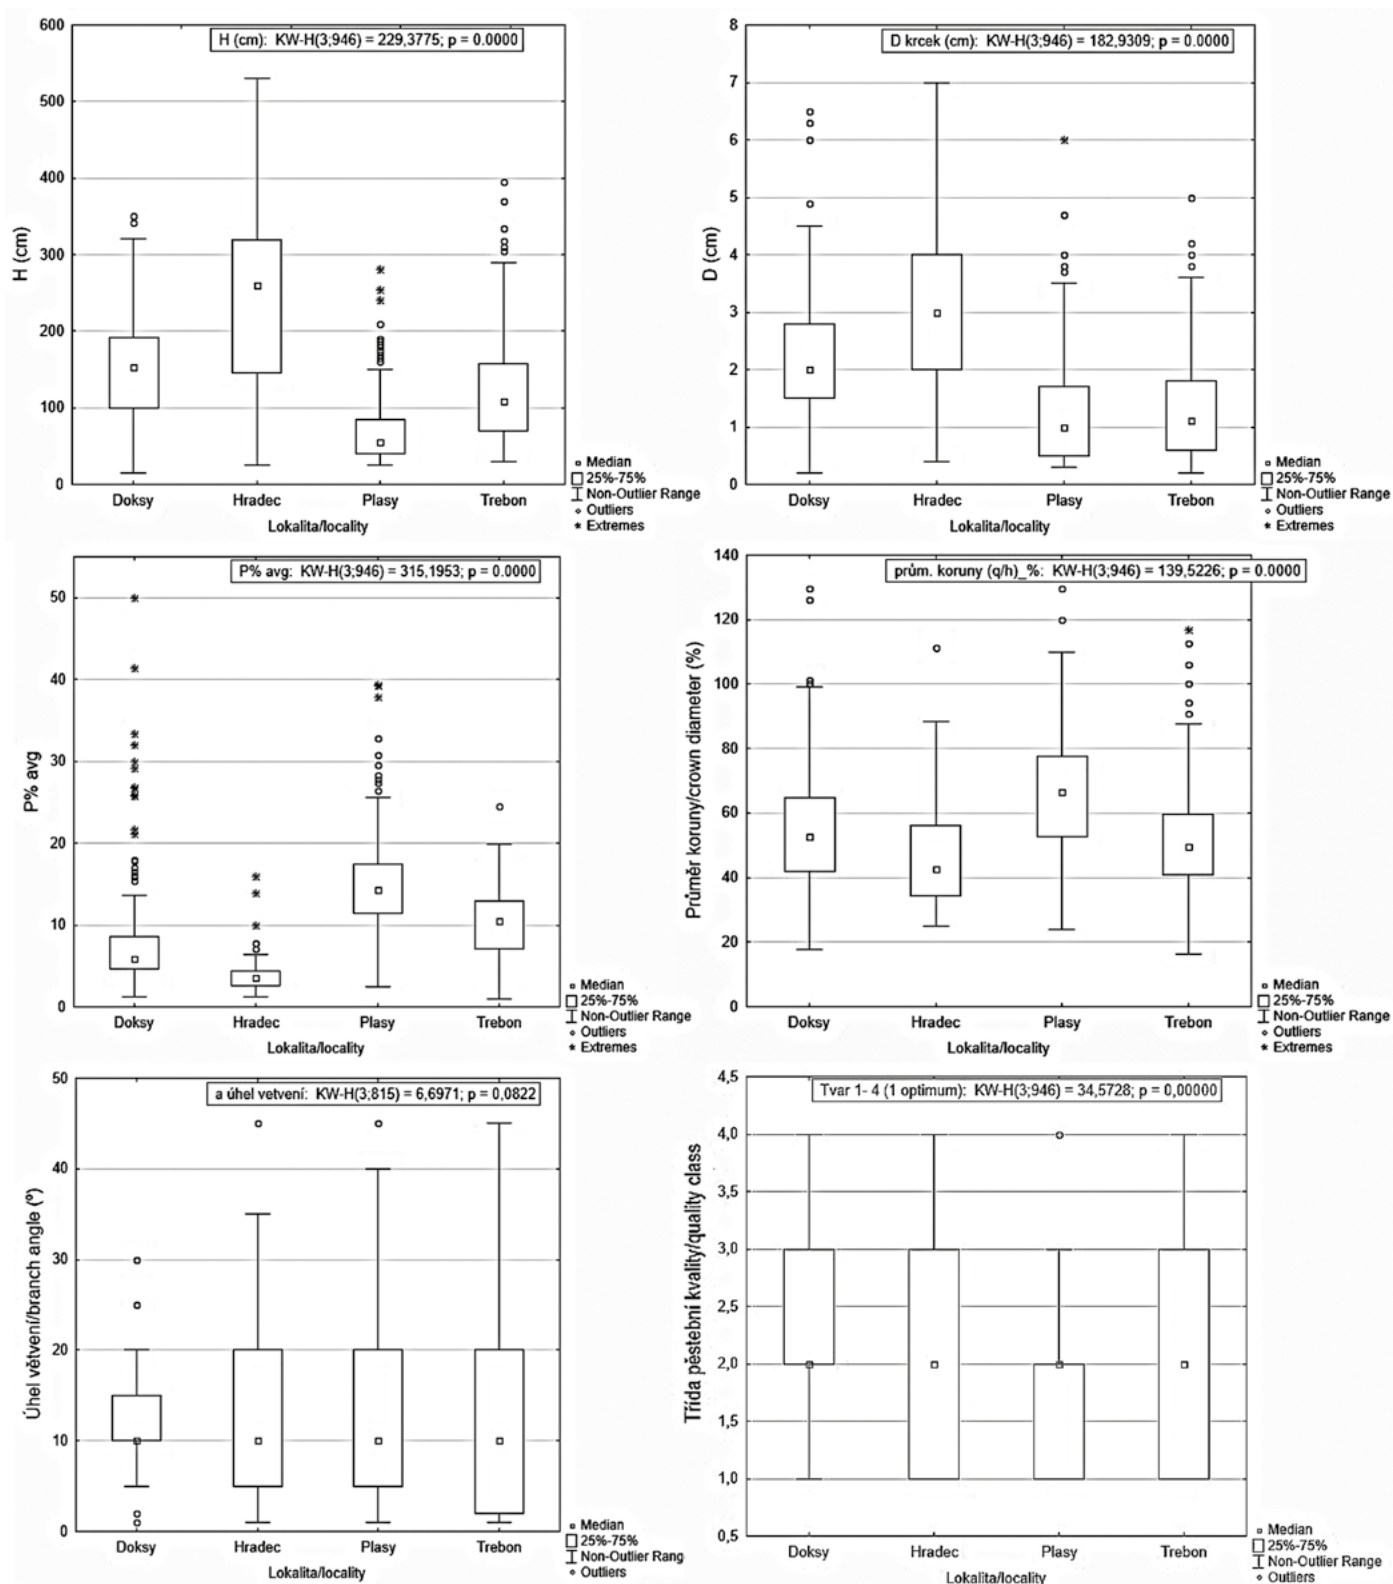 H (cm): KW-H(3;946) = 229,3775; p = 0.0000
600
500
400
300
200
100
0
H (cm)
Doksy Hradec Plasy Trebon
Lokalita/locality
Median
25%-75%
Non-Outlier Range
Outliers
Extremes
D krcek (cm): KW-H(3;946) = 182,9309; p = 0.0000
8
7
6
5
4
3
2
1
0
D (cm)
Doksy Hradec Plasy Trebon
Lokalita/locality
Median
25%-75%
Non-Outlier Range
Outliers
Extremes
P% avg: KW-H(3;946) = 315,1953; p = 0.0000
50
40
30
20
10
0
P% avg
Doksy Hradec Plasy Trebon
Lokalita/locality
Median
25%-75%
Non-Outlier Range
Outliers
Extremes
prům. koruny (q/h)_%: KW-H(3;946) = 139,5226; p = 0.0000
140
120
100
80
60
40
20
0
Průměr koruny/crown diameter (%)
Doksy Hradec Plasy Trebon
Lokalita/locality
Median
25%-75%
Non-Outlier Range
Outliers
Extremes
a úhel vetvení: KW-H(3;815) = 6,6971; p = 0,0822
50
40
30
20
10
0
Úhel větvení/branch angle (º)
Doksy Hradec Plasy Trebon
Lokalita/locality
Median
25%-75%
Non-Outlier Rang
Outliers
Tvar 1- 4 (1 optimum): KW-H(3;946) = 34,5728; p = 0,00000
4,5
4,0
3,5
3,0
2,5
2,0
1,5
1,0
0,5
Třída pěstební kvality/quality class
Doksy Hradec Plasy Trebon
Lokalita/locality
Median
25%-75%
Non-Outlier Range
Outliers